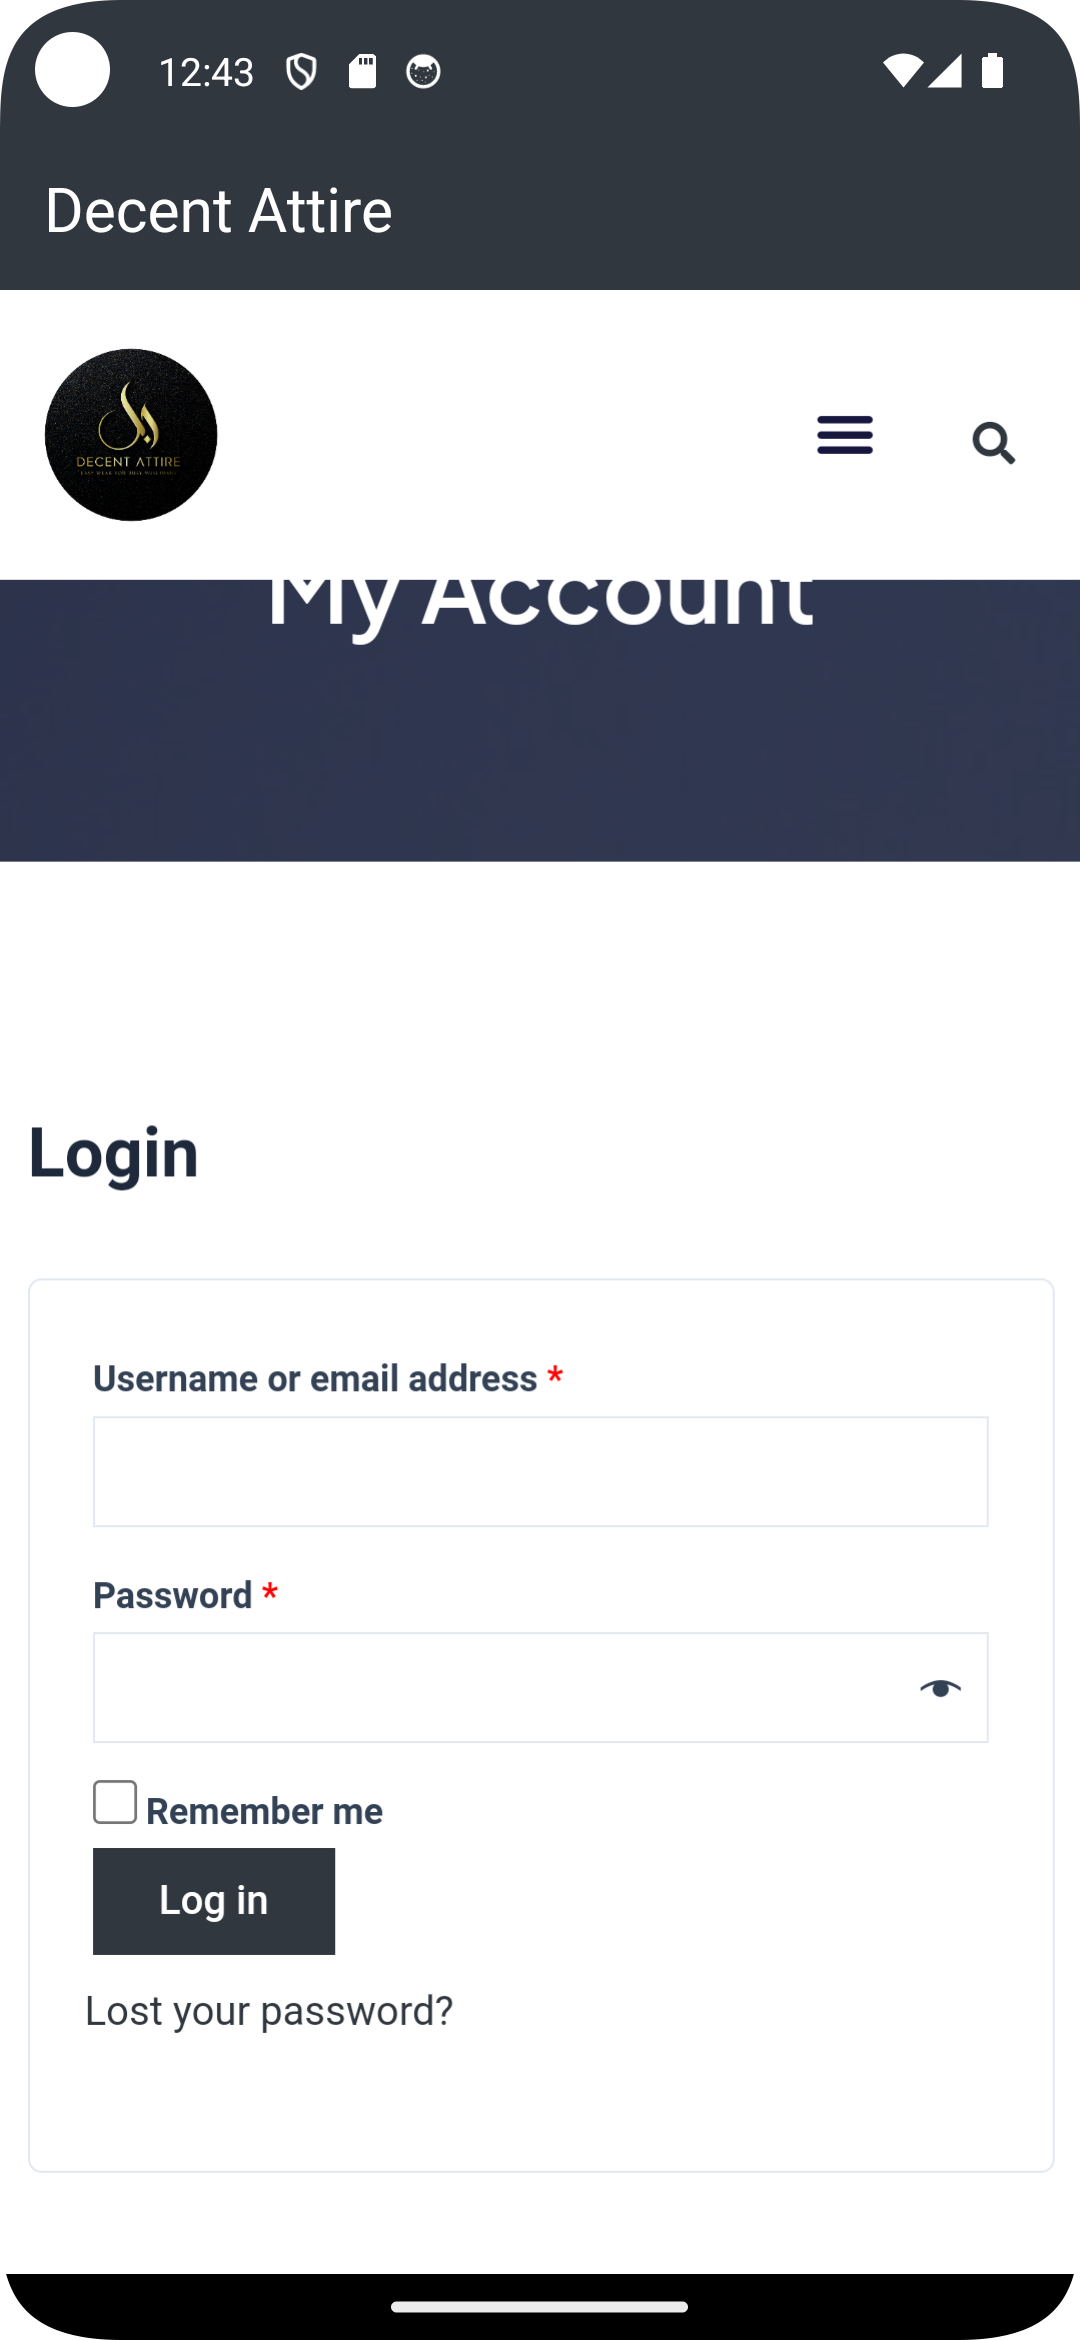 12:43
Decent Attire
DECENT ATTIRE
My Account
Login
Username or email address *
Password *
Remember me
Log in
Lost your password?